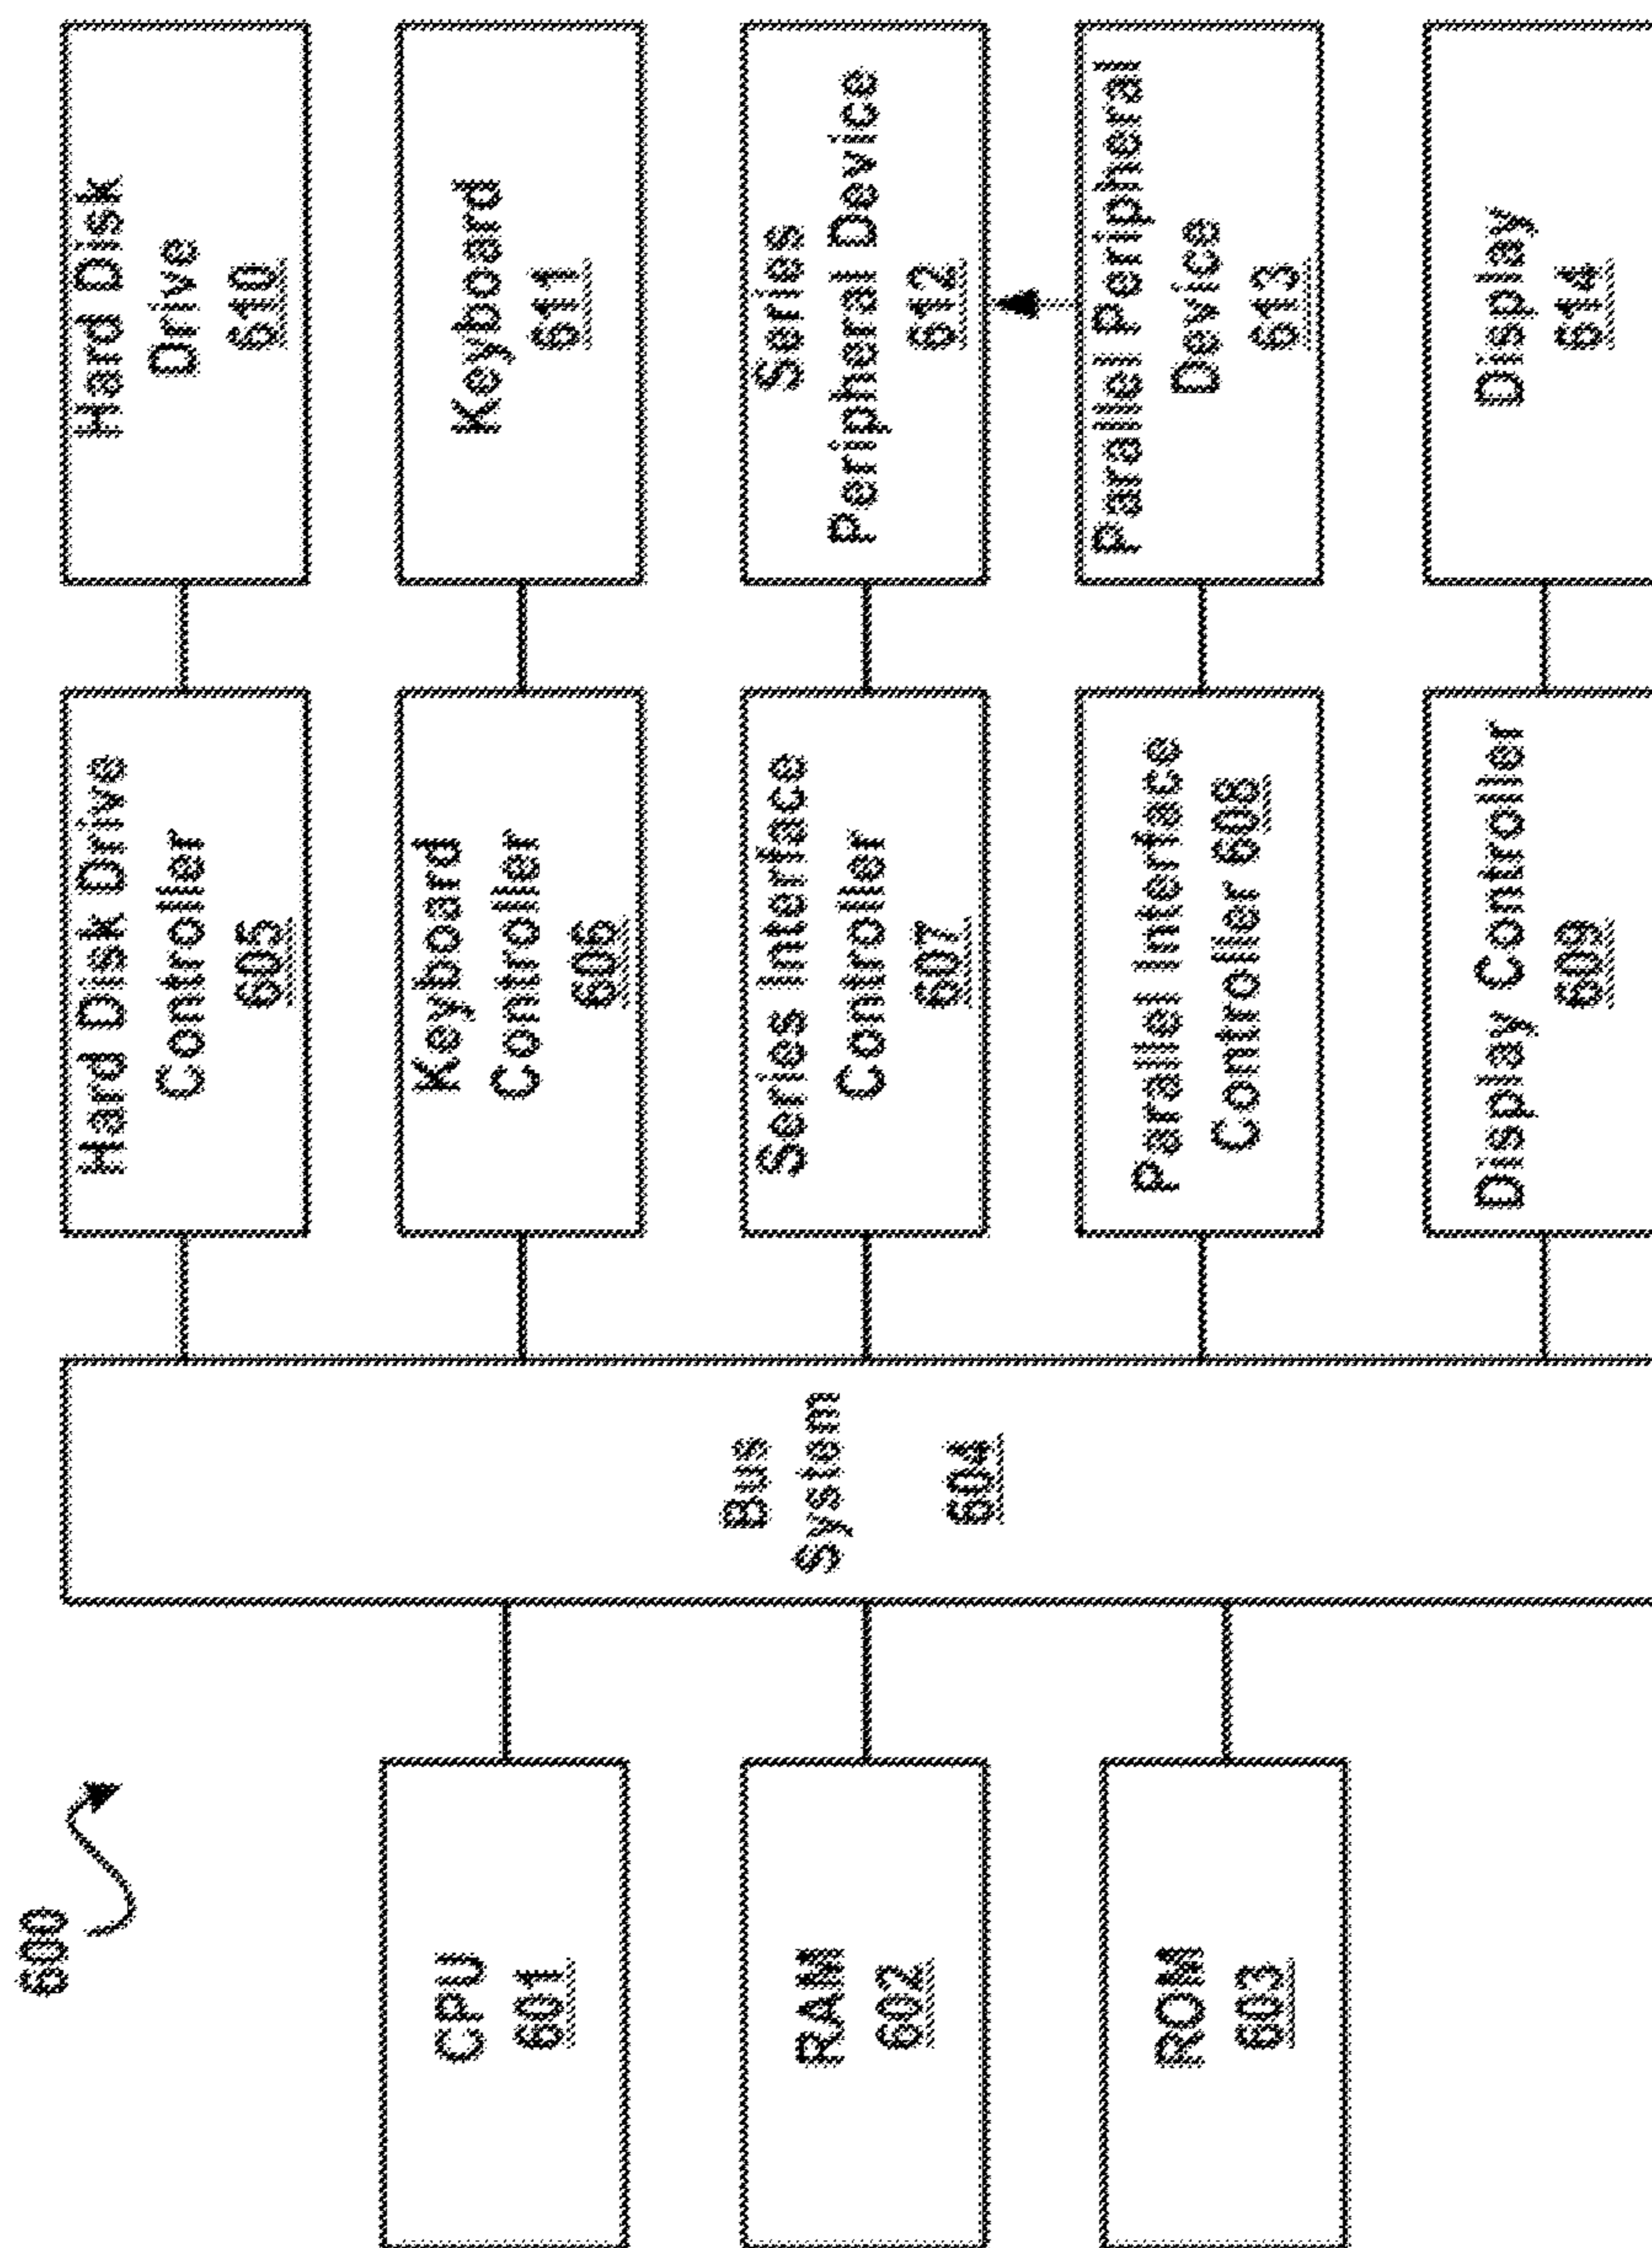 600
CPU
601
RAM
602
ROM
603
Bus
System
604
Hard Disk Drive
Controller
605
Keyboard
Controller
606
Series Interface
Controller
607
Parallel Interface
Controller 608
Display Controller
609
Hard Disk
Drive
610
Keyboard
611
Series
Peripheral Device
612
Parallel Peripheral
Device
613
Display
614